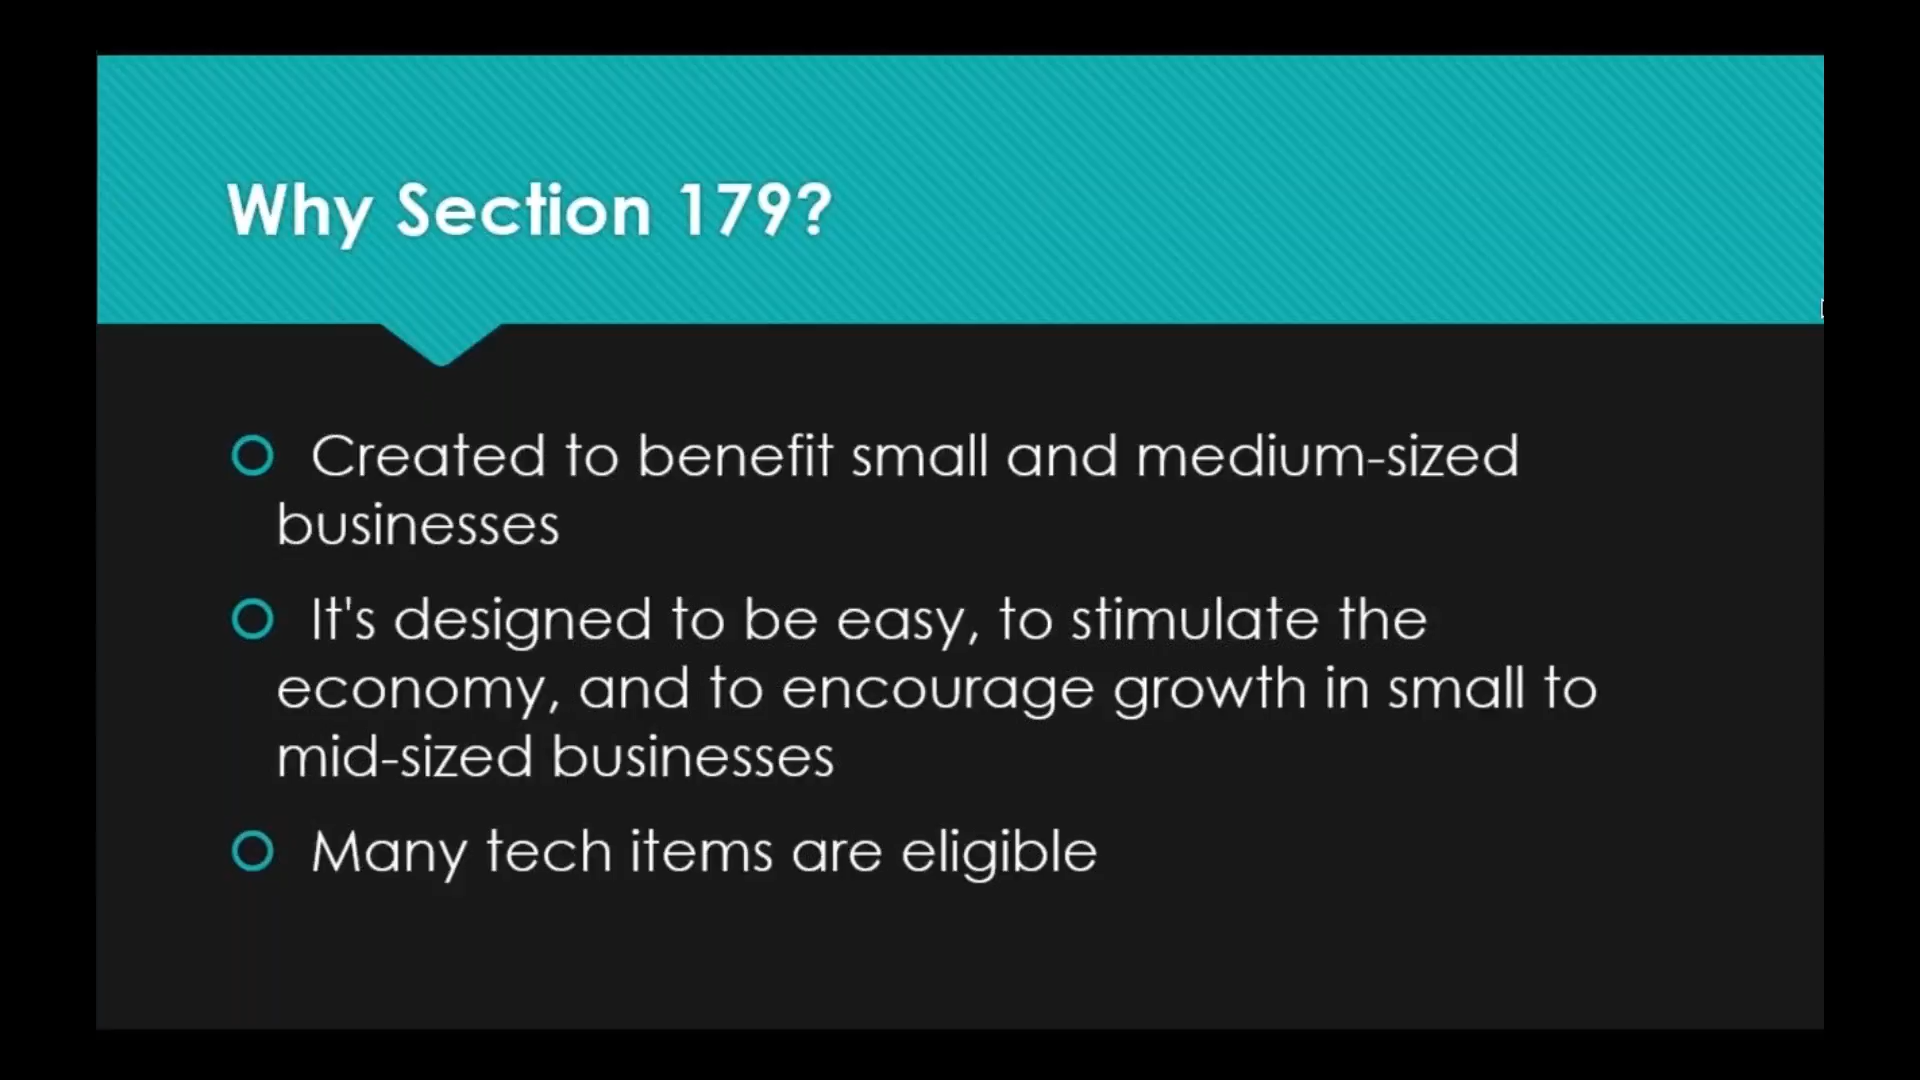 Why Section 179?
Created to benefit small and medium-sized
businesses
It's designed to be easy, to stimulate the
economy, and to encourage growth in small to
mid-sized businesses
Many tech items are eligible